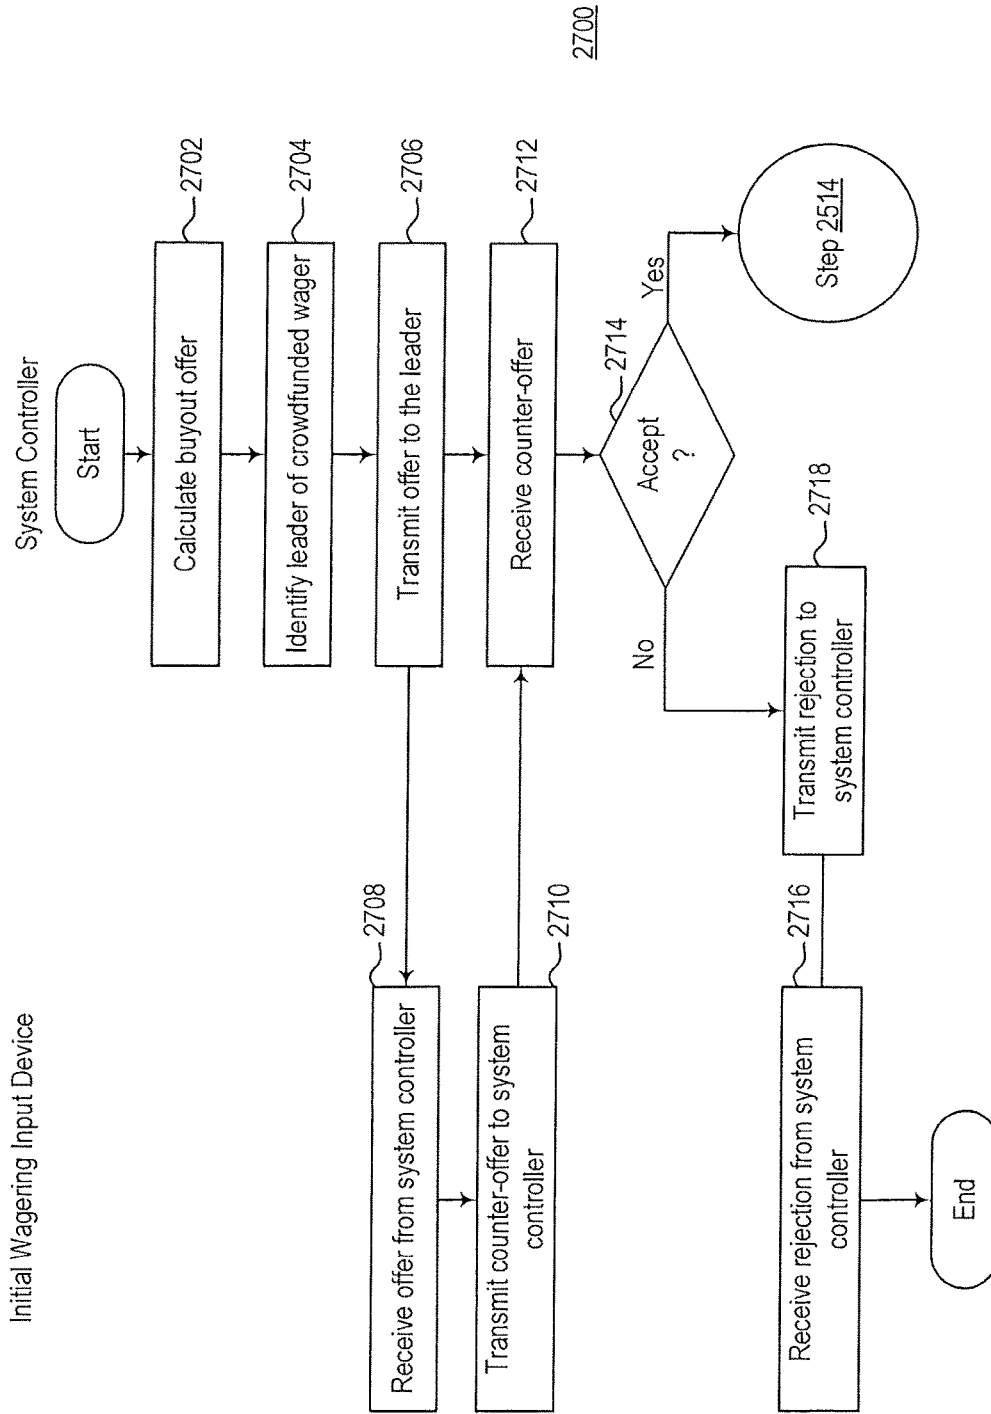 Initial Wagering Input Device
System Controller
Start
Calculate buyout offer
2702
Identify leader of crowdfunded wager
2704
Transmit offer to the leader
2706
Receive offer from system controller
2708
Transmit counter-offer to system
controller
2710
Receive counter-offer
2712
Accept
?
2714
Yes
Step 2514
No
Transmit rejection to
system controller
2718
Receive rejection from system
controller
2716
End
2700